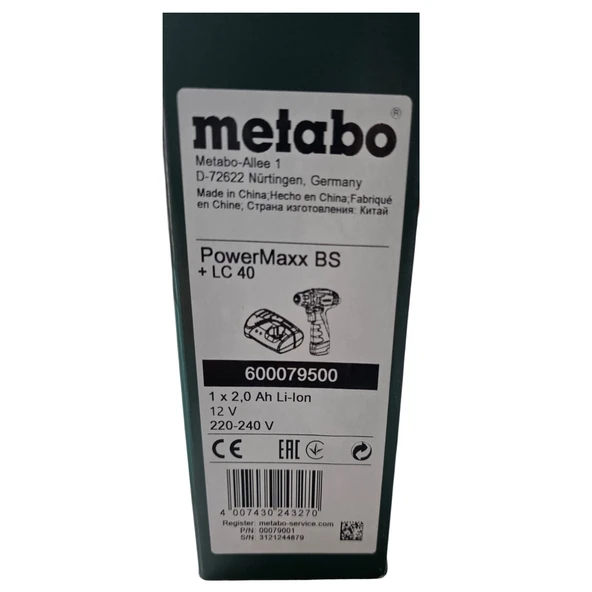 metabo®
Metabo-Allee 1
D-72622 Nürtingen, Germany
Made in China;Hecho en China;Fabriqué
en Chine; Страна изготовления: Китай
PowerMaxx BS
+ LC 40
600079500
1 x 2,0 Ah Li-Ion
12 V
220-240 V
CE EAC
4 007430 243270
Register: metabo-service.com
P/N: 00079001
S/N: 3121244879